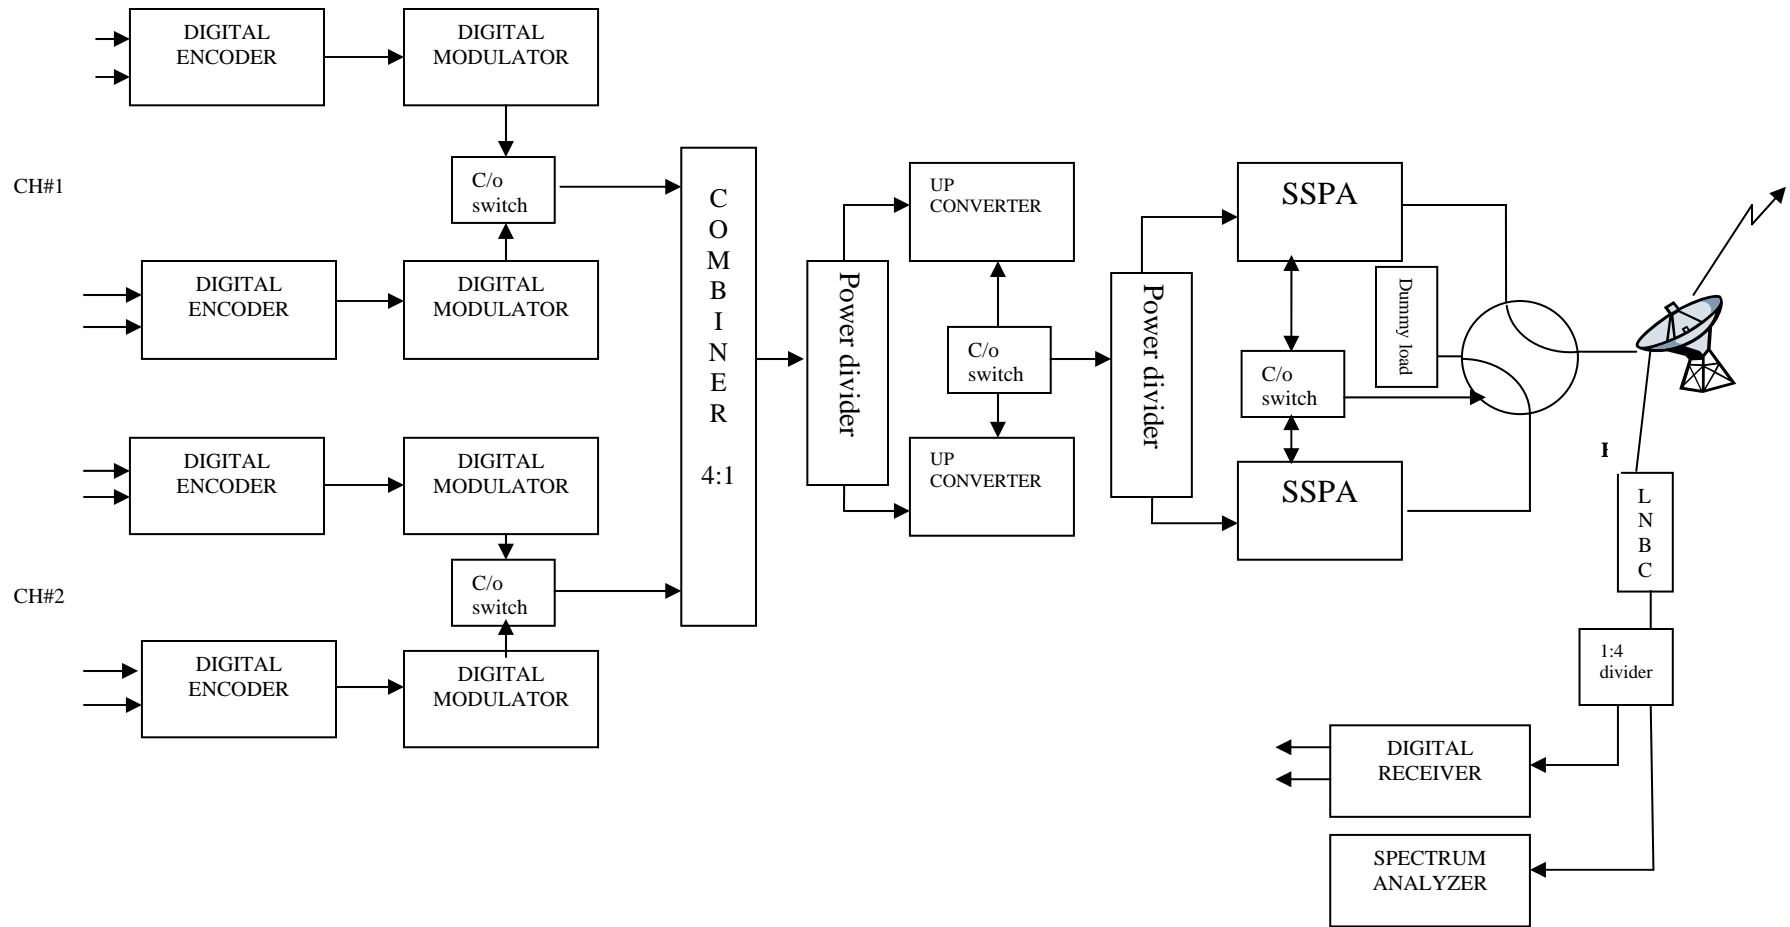 DIGITAL
ENCODER
DIGITAL
MODULATOR
CH#1
C/o
switch
DIGITAL
ENCODER
DIGITAL
MODULATOR
DIGITAL
ENCODER
DIGITAL
MODULATOR
CH#2
C/o
switch
DIGITAL
ENCODER
DIGITAL
MODULATOR
C
O
M
B
I
N
E
R
4:1
Power divider
UP
CONVERTER
C/o
switch
UP
CONVERTER
Power divider
SSPA
C/o
switch
SSPA
Dummy load
L
N
B
C
1:4
divider
DIGITAL
RECEIVER
SPECTRUM
ANALYZER